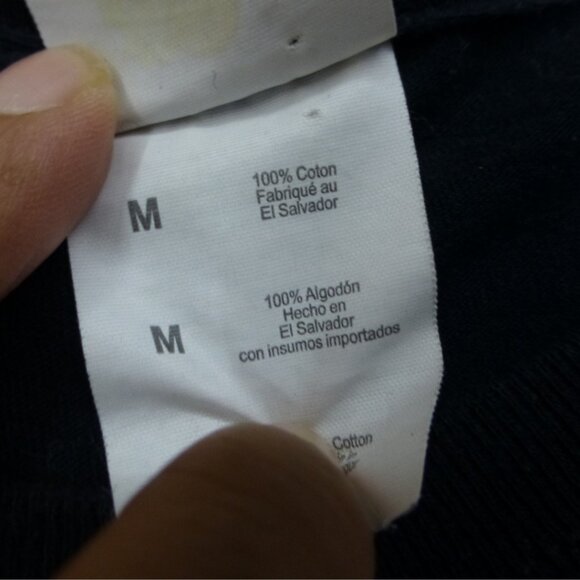 M
100% Coton
Fabriqué au
El Salvador
M
100% Algodón
Hecho en
El Salvador
con insumos importados
Cotton